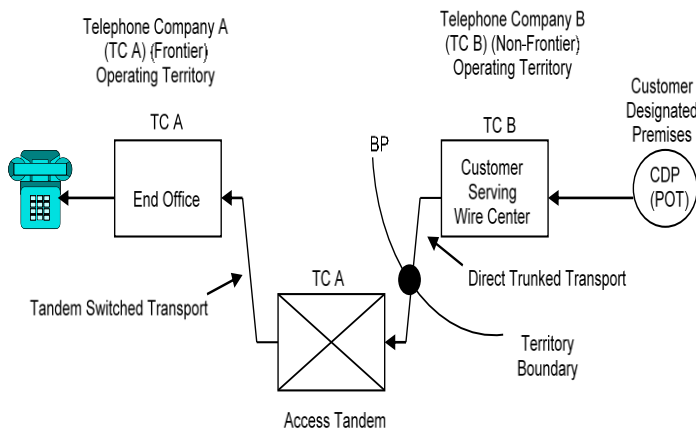 Telephone Company A
(TC A) (Frontier)
Operating Territory
Telephone Company B
(TC B) (Non-Frontier)
Operating Territory
Customer
Designated
Premises
TC A
BP
TC B
End Office
Customer
Serving
Wire Center
CDP
(POT)
Tandem Switched Transport
TC A
Direct Trunked Transport
Territory
Boundary
Access Tandem